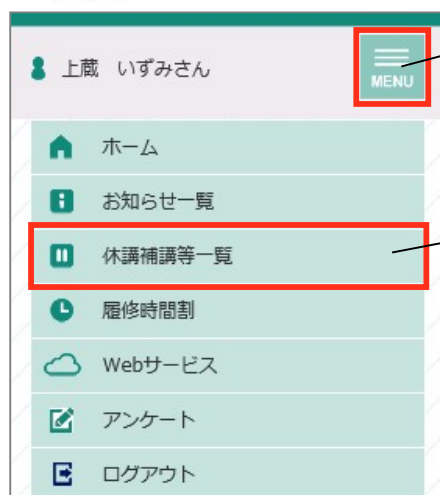 上蔵　いずみさん
MENU
ホーム
お知らせ一覧
休講補講等一覧
履修時間割
Webサービス
アンケート
ログアウト